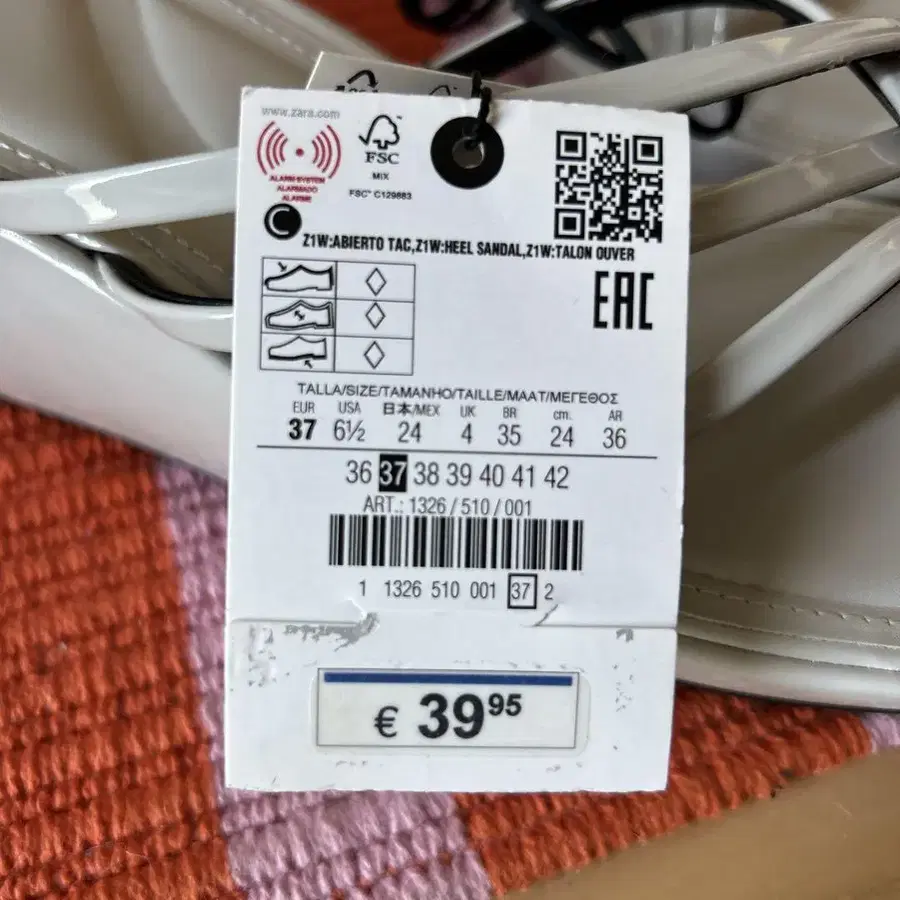 www.zara.com
FSC
MIX
FSC® C129883
ALARM SYSTEM
ALARMADO
ALARME
C
Z1W:ABIERTO TAC,Z1W:HEEL SANDAL,Z1W:TALON OUVER
EAC
TALLA/SIZE/TAMANHO/TAILLE/MAAT/ΜΕΓΕΘΟΣ
EUR USA 日本/MEX UK BR cm. AR
37 6½ 24 4 35 24 36
36 37 38 39 40 41 42
ART.: 1326 / 510 / 001
1 1326 510 001 37 2
€ 39 95